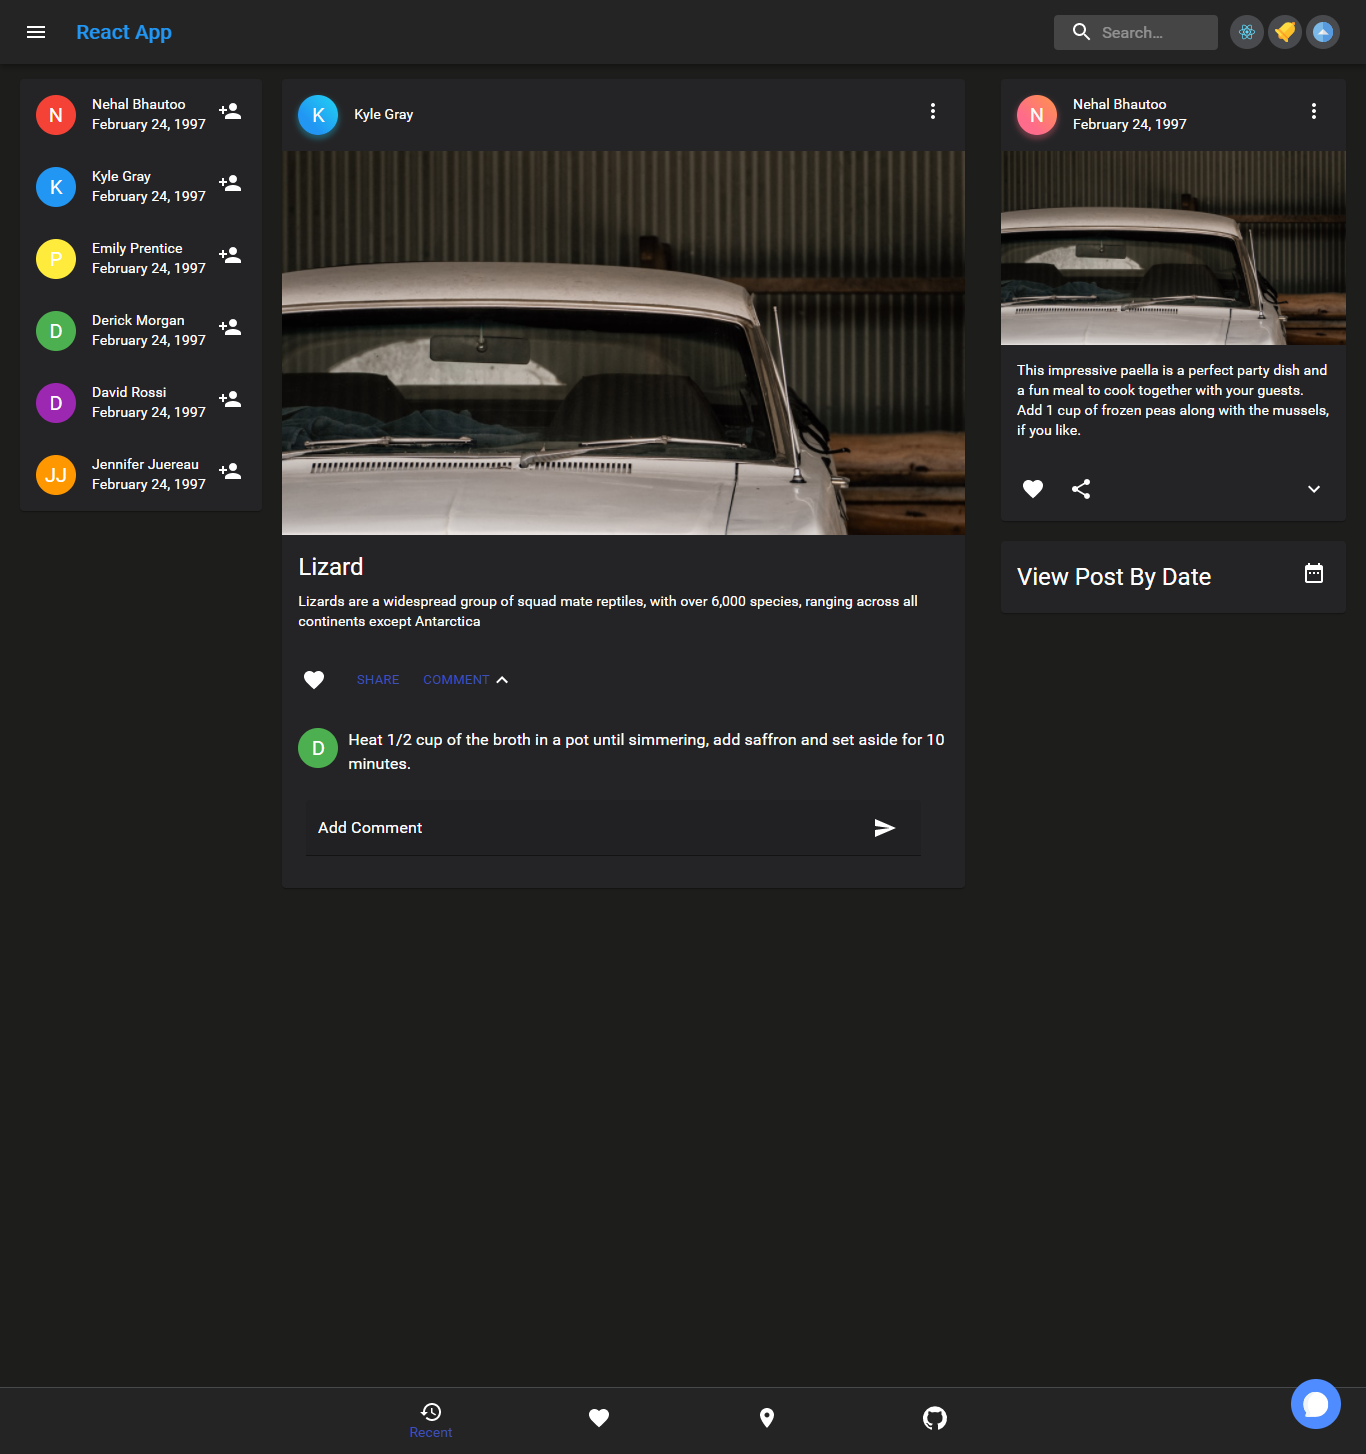 React App
Search...
N
Nehal Bhautoo
February 24, 1997
K
Kyle Gray
February 24, 1997
P
Emily Prentice
February 24, 1997
D
Derick Morgan
February 24, 1997
D
David Rossi
February 24, 1997
JJ
Jennifer Juereau
February 24, 1997
K
Kyle Gray
Lizard
Lizards are a widespread group of squad mate reptiles, with over 6,000 species, ranging across all
continents except Antarctica
SHARE COMMENT
D
Heat 1/2 cup of the broth in a pot until simmering, add saffron and set aside for 10
minutes.
Add Comment
N
Nehal Bhautoo
February 24, 1997
This impressive paella is a perfect party dish and
a fun meal to cook together with your guests.
Add 1 cup of frozen peas along with the mussels,
if you like.
View Post By Date
Recent